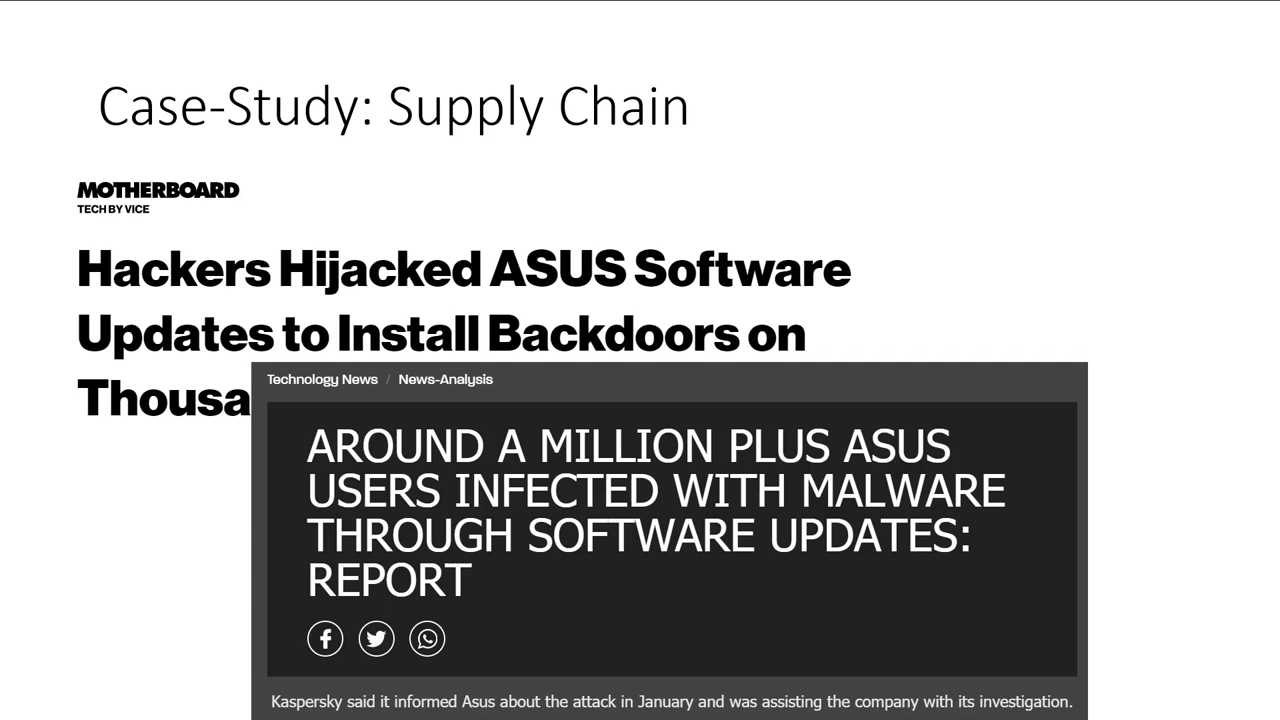 Case-Study: Supply Chain
MOTHERBOARD
TECH BY VICE
Hackers Hijacked ASUS Software
Updates to Install Backdoors on
Thousa
Technology News / News-Analysis
AROUND A MILLION PLUS ASUS
USERS INFECTED WITH MALWARE
THROUGH SOFTWARE UPDATES:
REPORT
Kaspersky said it informed Asus about the attack in January and was assisting the company with its investigation.